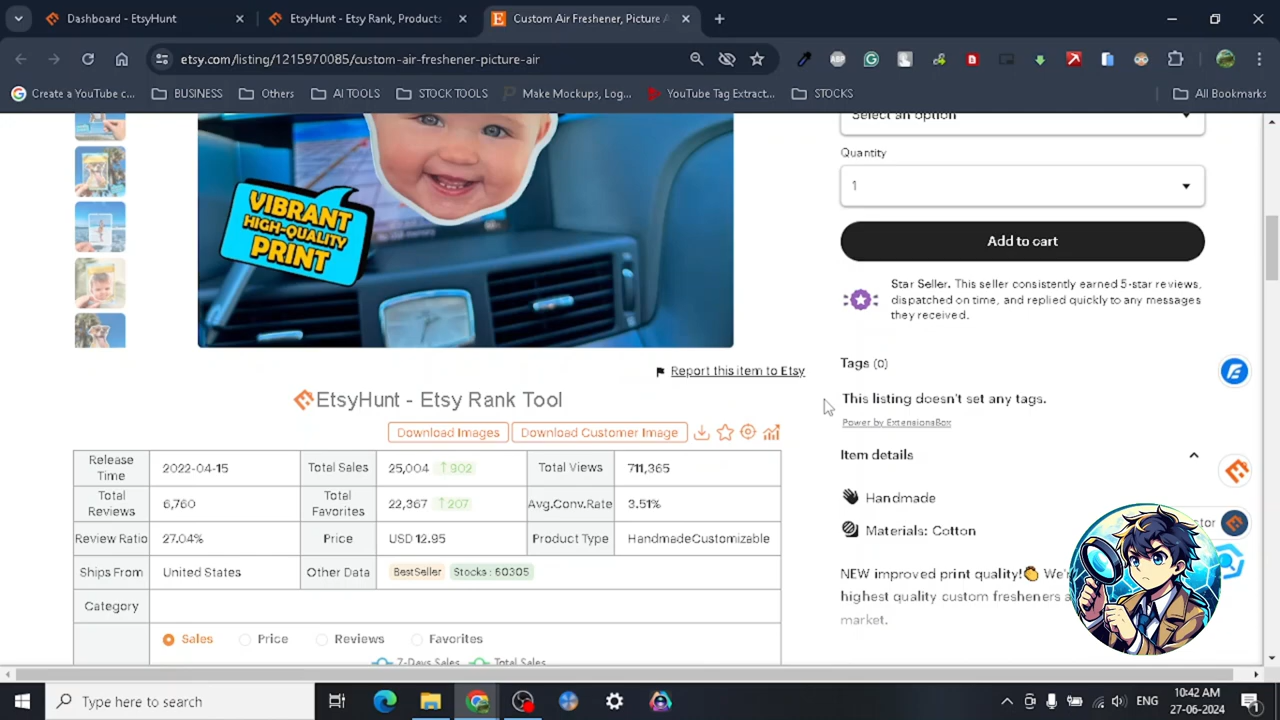 Dashboard - EtsyHunt
EtsyHunt - Etsy Rank, Products
Custom Air Freshener, Picture A
etsy.com/listing/1215970085/custom-air-freshener-picture-air
Create a YouTube c...
BUSINESS
Others
AI TOOLS
STOCK TOOLS
Make Mockups, Log...
YouTube Tag Extract...
STOCKS
All Bookmarks
VIBRANT
HIGH-QUALITY
PRINT
Select an option
Quantity
1
Add to cart
Star Seller. This seller consistently earned 5-star reviews,
dispatched on time, and replied quickly to any messages
they received.
Report this item to Etsy
Tags (0)
This listing doesn't set any tags.
Power by ExtensionsBox
EtsyHunt - Etsy Rank Tool
Download Images
Download Customer Image
Release Time 2022-04-15 Total Sales 25,004 ↑902 Total Views 711,365
Total Reviews 6,760 Total Favorites 22,367 ↑207 Avg.Conv.Rate 3.51%
Review Ratio 27.04% Price USD 12.95 Product Type HandmadeCustomizable
Ships From United States Other Data BestSeller Stocks : 60305
Category
Sales Price Reviews Favorites
7-Days Sales Total Sales
Item details
Handmade
Materials: Cotton
NEW improved print quality!👏 We'r
highest quality custom fresheners a
market.
Type here to search
ENG
10:42 AM
27-06-2024